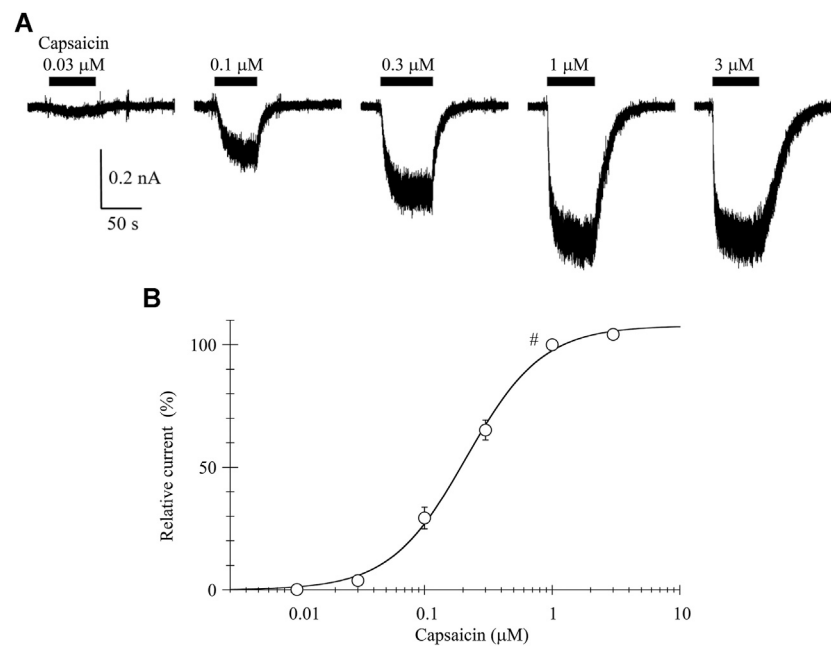 A
Capsaicin
0.03 μM 0.1 μM 0.3 μM 1 μM 3 μM
0.2 nA
50 s
B
#
100
50
0
Relative current (%)
0.01 0.1 1 10
Capsaicin (μM)